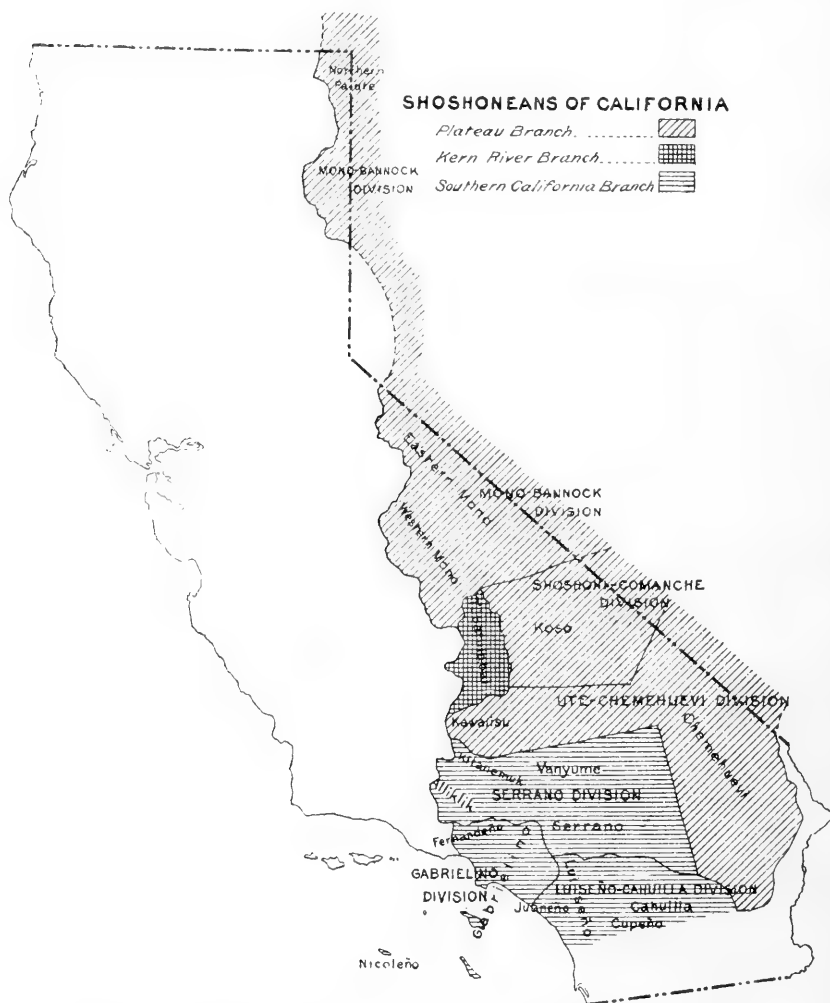 Northern
Paiute
SHOSHONEANS OF CALIFORNIA
Plateau Branch
Kern River Branch
Southern California Branch
MONO-BANNOCK
DIVISION
Eastern Mono
MONO-BANNOCK
DIVISION
Western Mono
SHOSHONI-COMANCHE
DIVISION
Koso
UTE-CHEMEHUEVI DIVISION
Kawaiisu
Chemehuevi
Kitanemuk
Vanyume
Alliklik
SERRANO DIVISION
Fernandeño
Serrano
Gabrielino
GABRIELINO
DIVISION
Luiseño
LUISEÑO-CAHUILLA DIVISION
Juaneño
Cahuilla
Cupeño
Nicoleño